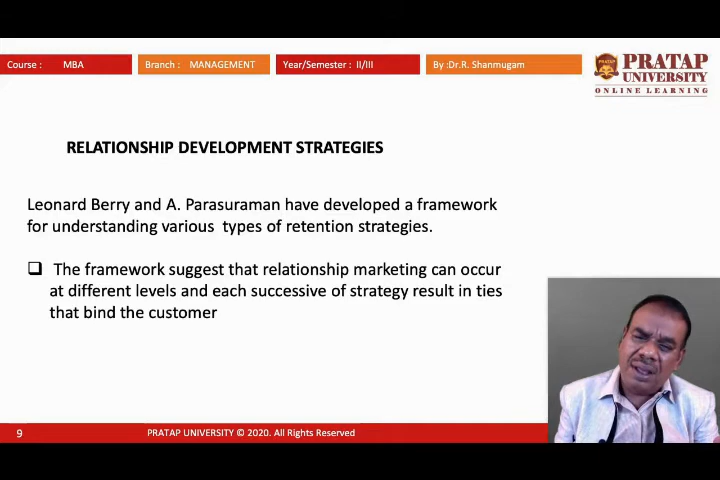 Course : MBA
Branch : MANAGEMENT
Year/Semester : II/III
By :Dr.R. Shanmugam
PRATAP
PRATAP
UNIVERSITY
ONLINE LEARNING
RELATIONSHIP DEVELOPMENT STRATEGIES
Leonard Berry and A. Parasuraman have developed a framework
for understanding various types of retention strategies.
❑ The framework suggest that relationship marketing can occur
at different levels and each successive of strategy result in ties
that bind the customer
9
PRATAP UNIVERSITY © 2020. All Rights Reserved